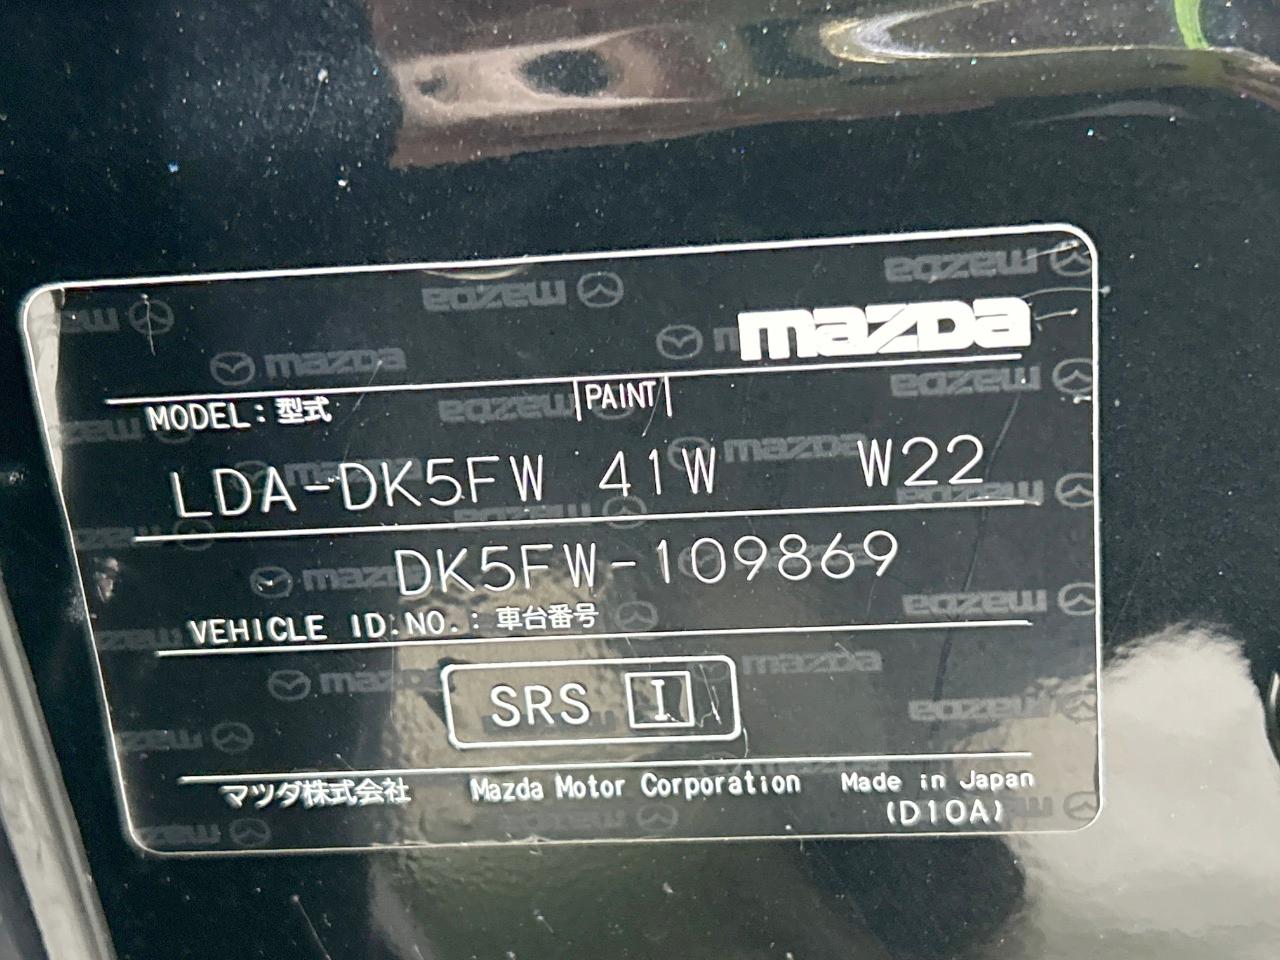 mazda
MODEL: 型式 PAINT
LDA-DK5FW 41W W22
DK5FW-109869
VEHICLE ID.NO.: 車台番号
SRS I
マツダ株式会社 Mazda Motor Corporation Made in Japan
(D10A)